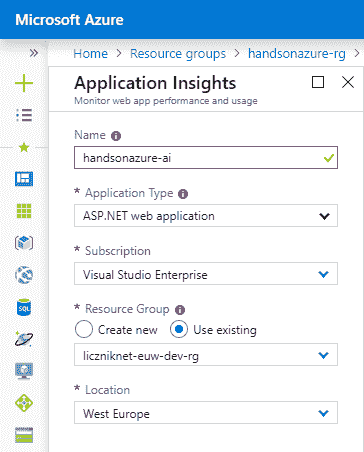 Microsoft Azure
Home > Resource groups > handsonazure-rg >
Application Insights
Monitor web app performance and usage
Name
handsonazure-ai
* Application Type
ASP.NET web application
* Subscription
Visual Studio Enterprise
* Resource Group
Create new Use existing
liczniknet-euw-dev-rg
* Location
West Europe
SQL